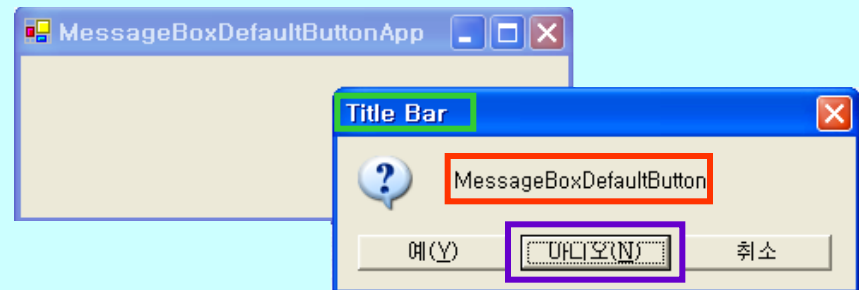 MessageBoxDefaultButtonApp
Title Bar
MessageBoxDefaultButton
예(Y) 아니오(N) 취소